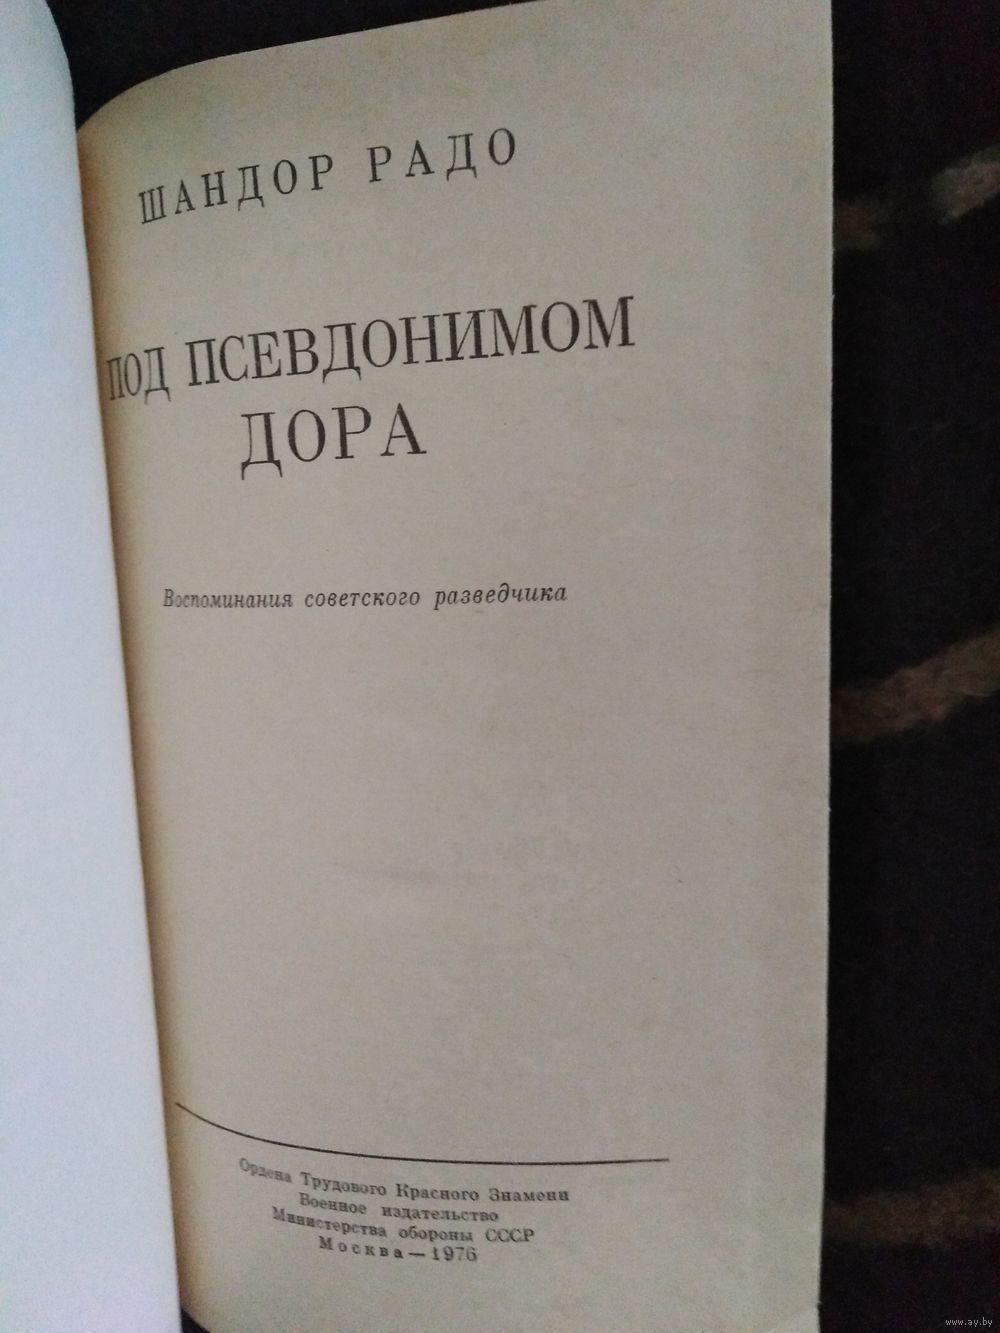 ШАНДОР РАДО
ПОД ПСЕВДОНИМОМ
ДОРА
Воспоминания советского разведчика
Ордена Трудового Красного Знамени
Военное издательство
Министерства обороны СССР
Москва — 1976
www.ay.by